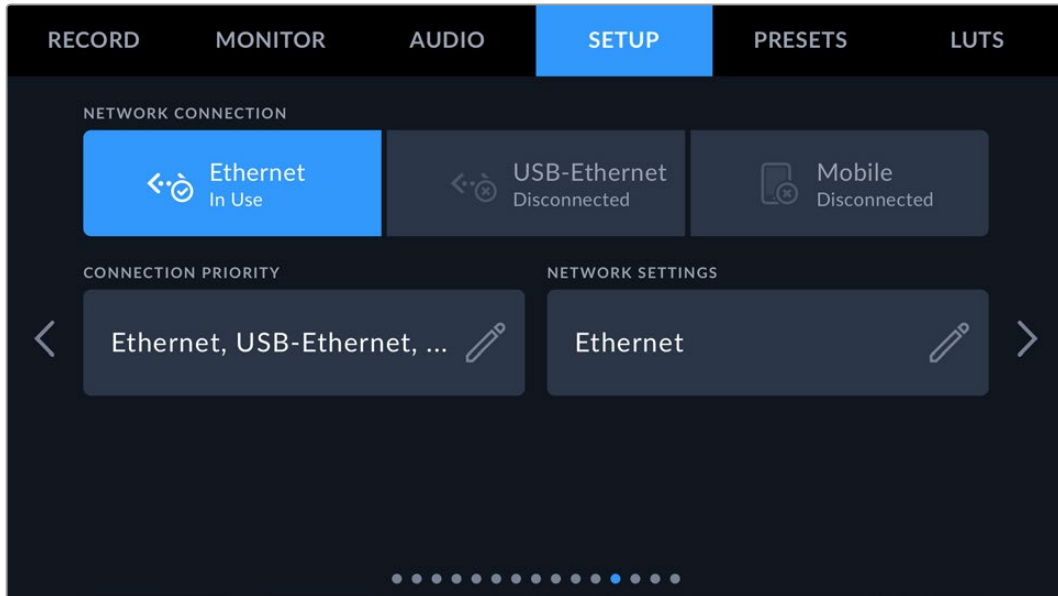 RECORD MONITOR AUDIO SETUP PRESETS LUTS
NETWORK CONNECTION
Ethernet
In Use
USB-Ethernet
Disconnected
Mobile
Disconnected
CONNECTION PRIORITY
Ethernet, USB-Ethernet, ...
NETWORK SETTINGS
Ethernet